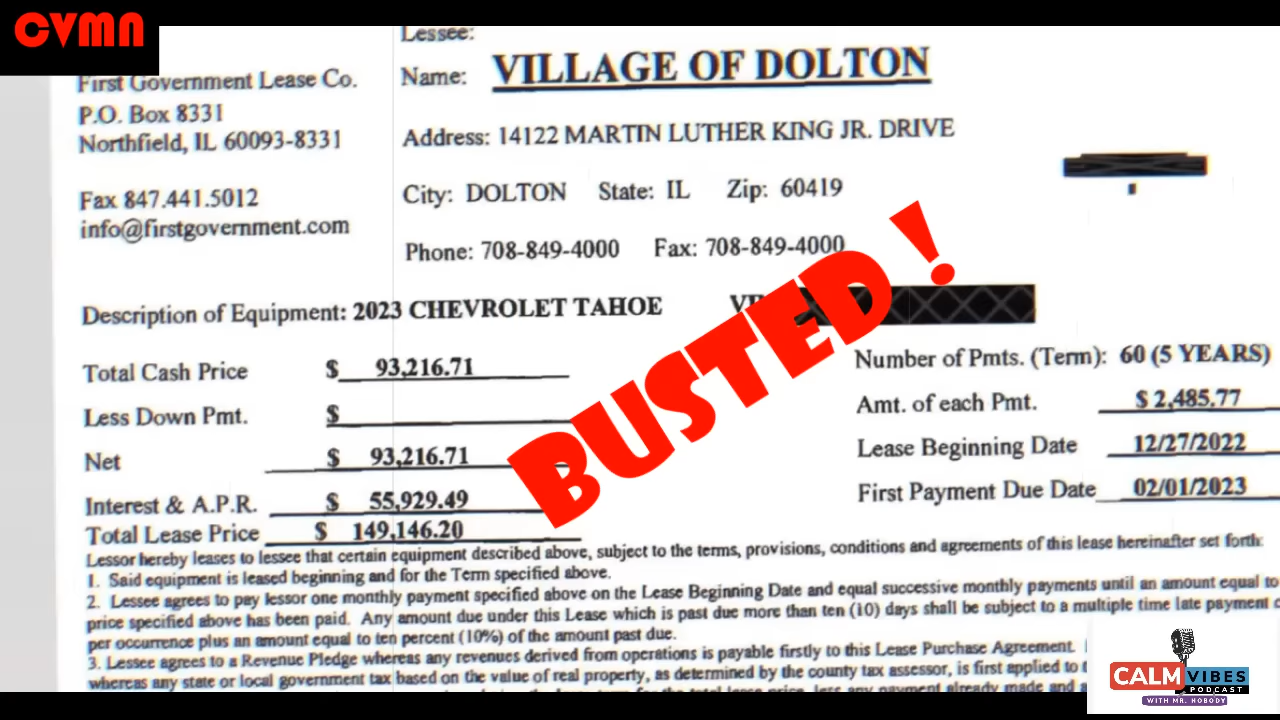 CVMN
Lessee:
First Government Lease Co.
P.O. Box 8331
Northfield, IL 60093-8331
Fax 847.441.5012
info@firstgovernment.com
Name: VILLAGE OF DOLTON
Address: 14122 MARTIN LUTHER KING JR. DRIVE
City: DOLTON State: IL Zip: 60419
Phone: 708-849-4000 Fax: 708-849-4000
Description of Equipment: 2023 CHEVROLET TAHOE
BUSTED!
Total Cash Price $ 93,216.71
Less Down Pmt. $
Net $ 93,216.71
Interest & A.P.R. $ 55,929.49
Total Lease Price $ 149,146.20
Number of Pmts. (Term): 60 (5 YEARS)
Amt. of each Pmt. $ 2,485.77
Lease Beginning Date 12/27/2022
First Payment Due Date 02/01/2023
Lessor hereby leases to lessee that certain equipment described above, subject to the terms, provisions, conditions and agreements of this lease hereinafter set forth:
1. Said equipment is leased beginning and for the Term specified above.
2. Lessee agrees to pay lessor one monthly payment specified above on the Lease Beginning Date and equal successive monthly payments until an amount equal to
price specified above has been paid. Any amount due under this Lease which is past due more than ten (10) days shall be subject to a multiple time late payment
per occurrence plus an amount equal to ten percent (10%) of the amount past due.
3. Lessee agrees to a Revenue Pledge whereas any revenues derived from operations is payable firstly to this Lease Purchase Agreement.
whereas any state or local government tax based on the value of real property, as determined by the county tax assessor, is first applied to
CALM VIBES
PODCAST
WITH MR. NOBODY